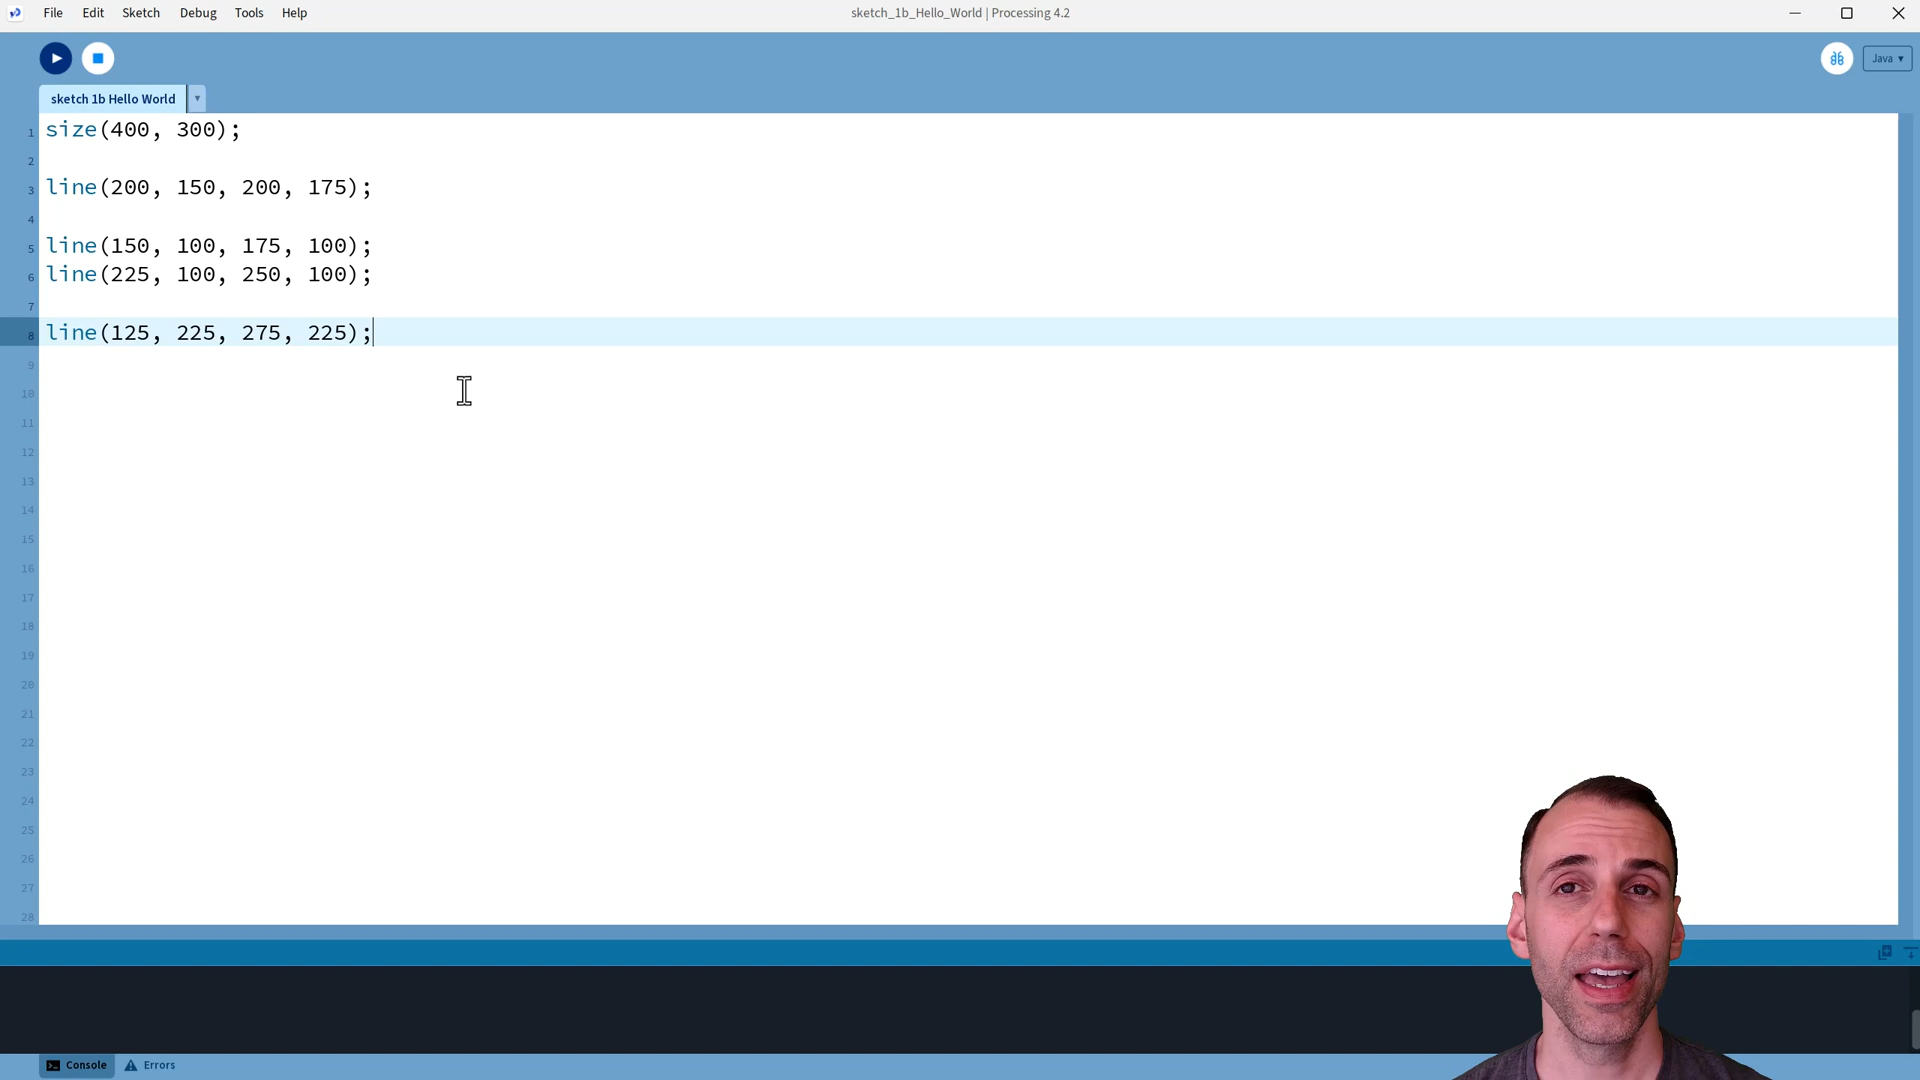 File Edit Sketch Debug Tools Help
sketch_1b_Hello_World | Processing 4.2
Java ▾
sketch 1b Hello World ▾
1 size(400, 300);
2
3 line(200, 150, 200, 175);
4
5 line(150, 100, 175, 100);
6 line(225, 100, 250, 100);
7
8 line(125, 225, 275, 225);
9
10
11
12
13
14
15
16
17
18
19
20
21
22
23
24
25
26
27
28
Console Errors